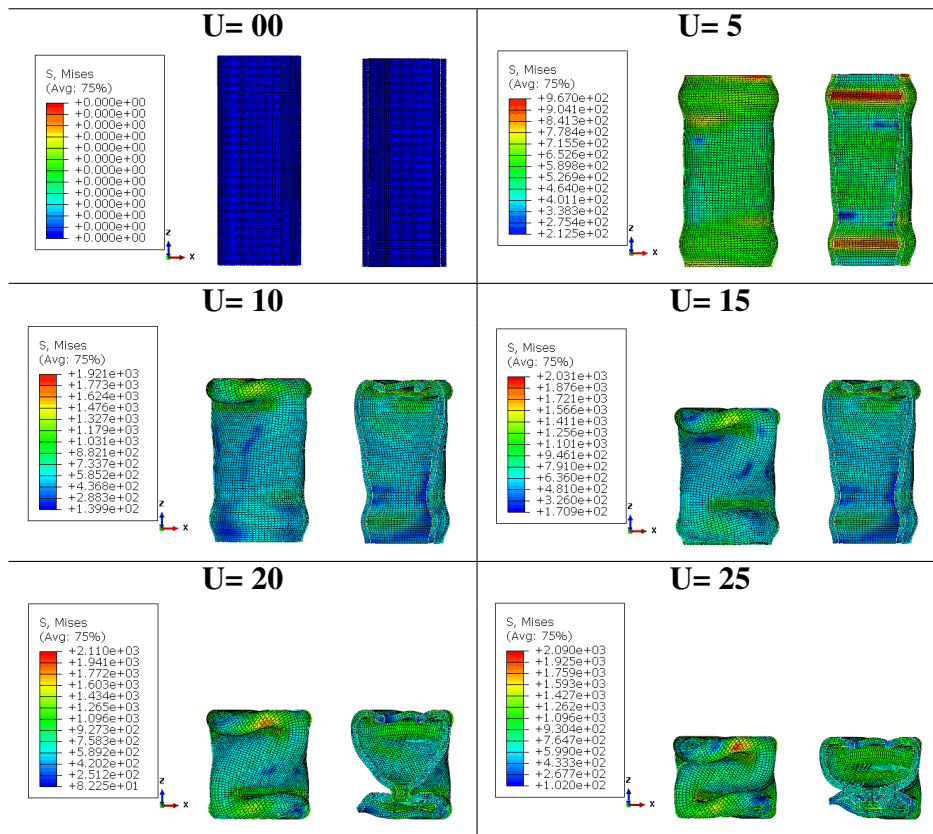 U= 00
S, Mises
(Avg: 75%)
+0.000e+00
+0.000e+00
+0.000e+00
+0.000e+00
+0.000e+00
+0.000e+00
+0.000e+00
+0.000e+00
+0.000e+00
+0.000e+00
+0.000e+00
+0.000e+00
+0.000e+00
z
x
U= 5
S, Mises
(Avg: 75%)
+9.670e+02
+9.041e+02
+8.413e+02
+7.784e+02
+7.155e+02
+6.526e+02
+5.898e+02
+5.269e+02
+4.640e+02
+4.011e+02
+3.383e+02
+2.754e+02
+2.125e+02
z
x
U= 10
S, Mises
(Avg: 75%)
+1.921e+03
+1.773e+03
+1.624e+03
+1.476e+03
+1.327e+03
+1.179e+03
+1.031e+03
+8.821e+02
+7.337e+02
+5.852e+02
+4.368e+02
+2.883e+02
+1.399e+02
z
x
U= 15
S, Mises
(Avg: 75%)
+2.031e+03
+1.876e+03
+1.721e+03
+1.566e+03
+1.411e+03
+1.256e+03
+1.101e+03
+9.461e+02
+7.910e+02
+6.360e+02
+4.810e+02
+3.260e+02
+1.709e+02
z
x
U= 20
S, Mises
(Avg: 75%)
+2.110e+03
+1.941e+03
+1.772e+03
+1.603e+03
+1.434e+03
+1.265e+03
+1.096e+03
+9.273e+02
+7.583e+02
+5.892e+02
+4.202e+02
+2.512e+02
+8.225e+01
z
x
U= 25
S, Mises
(Avg: 75%)
+2.090e+03
+1.925e+03
+1.759e+03
+1.593e+03
+1.427e+03
+1.262e+03
+1.096e+03
+9.304e+02
+7.647e+02
+5.990e+02
+4.333e+02
+2.677e+02
+1.020e+02
z
x